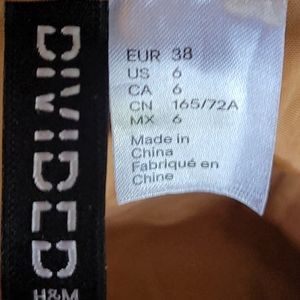 DIVIDED
H&M
EUR 38
US 6
CA 6
CN 165/72A
MX 6
Made in
China
Fabriqué en
Chine